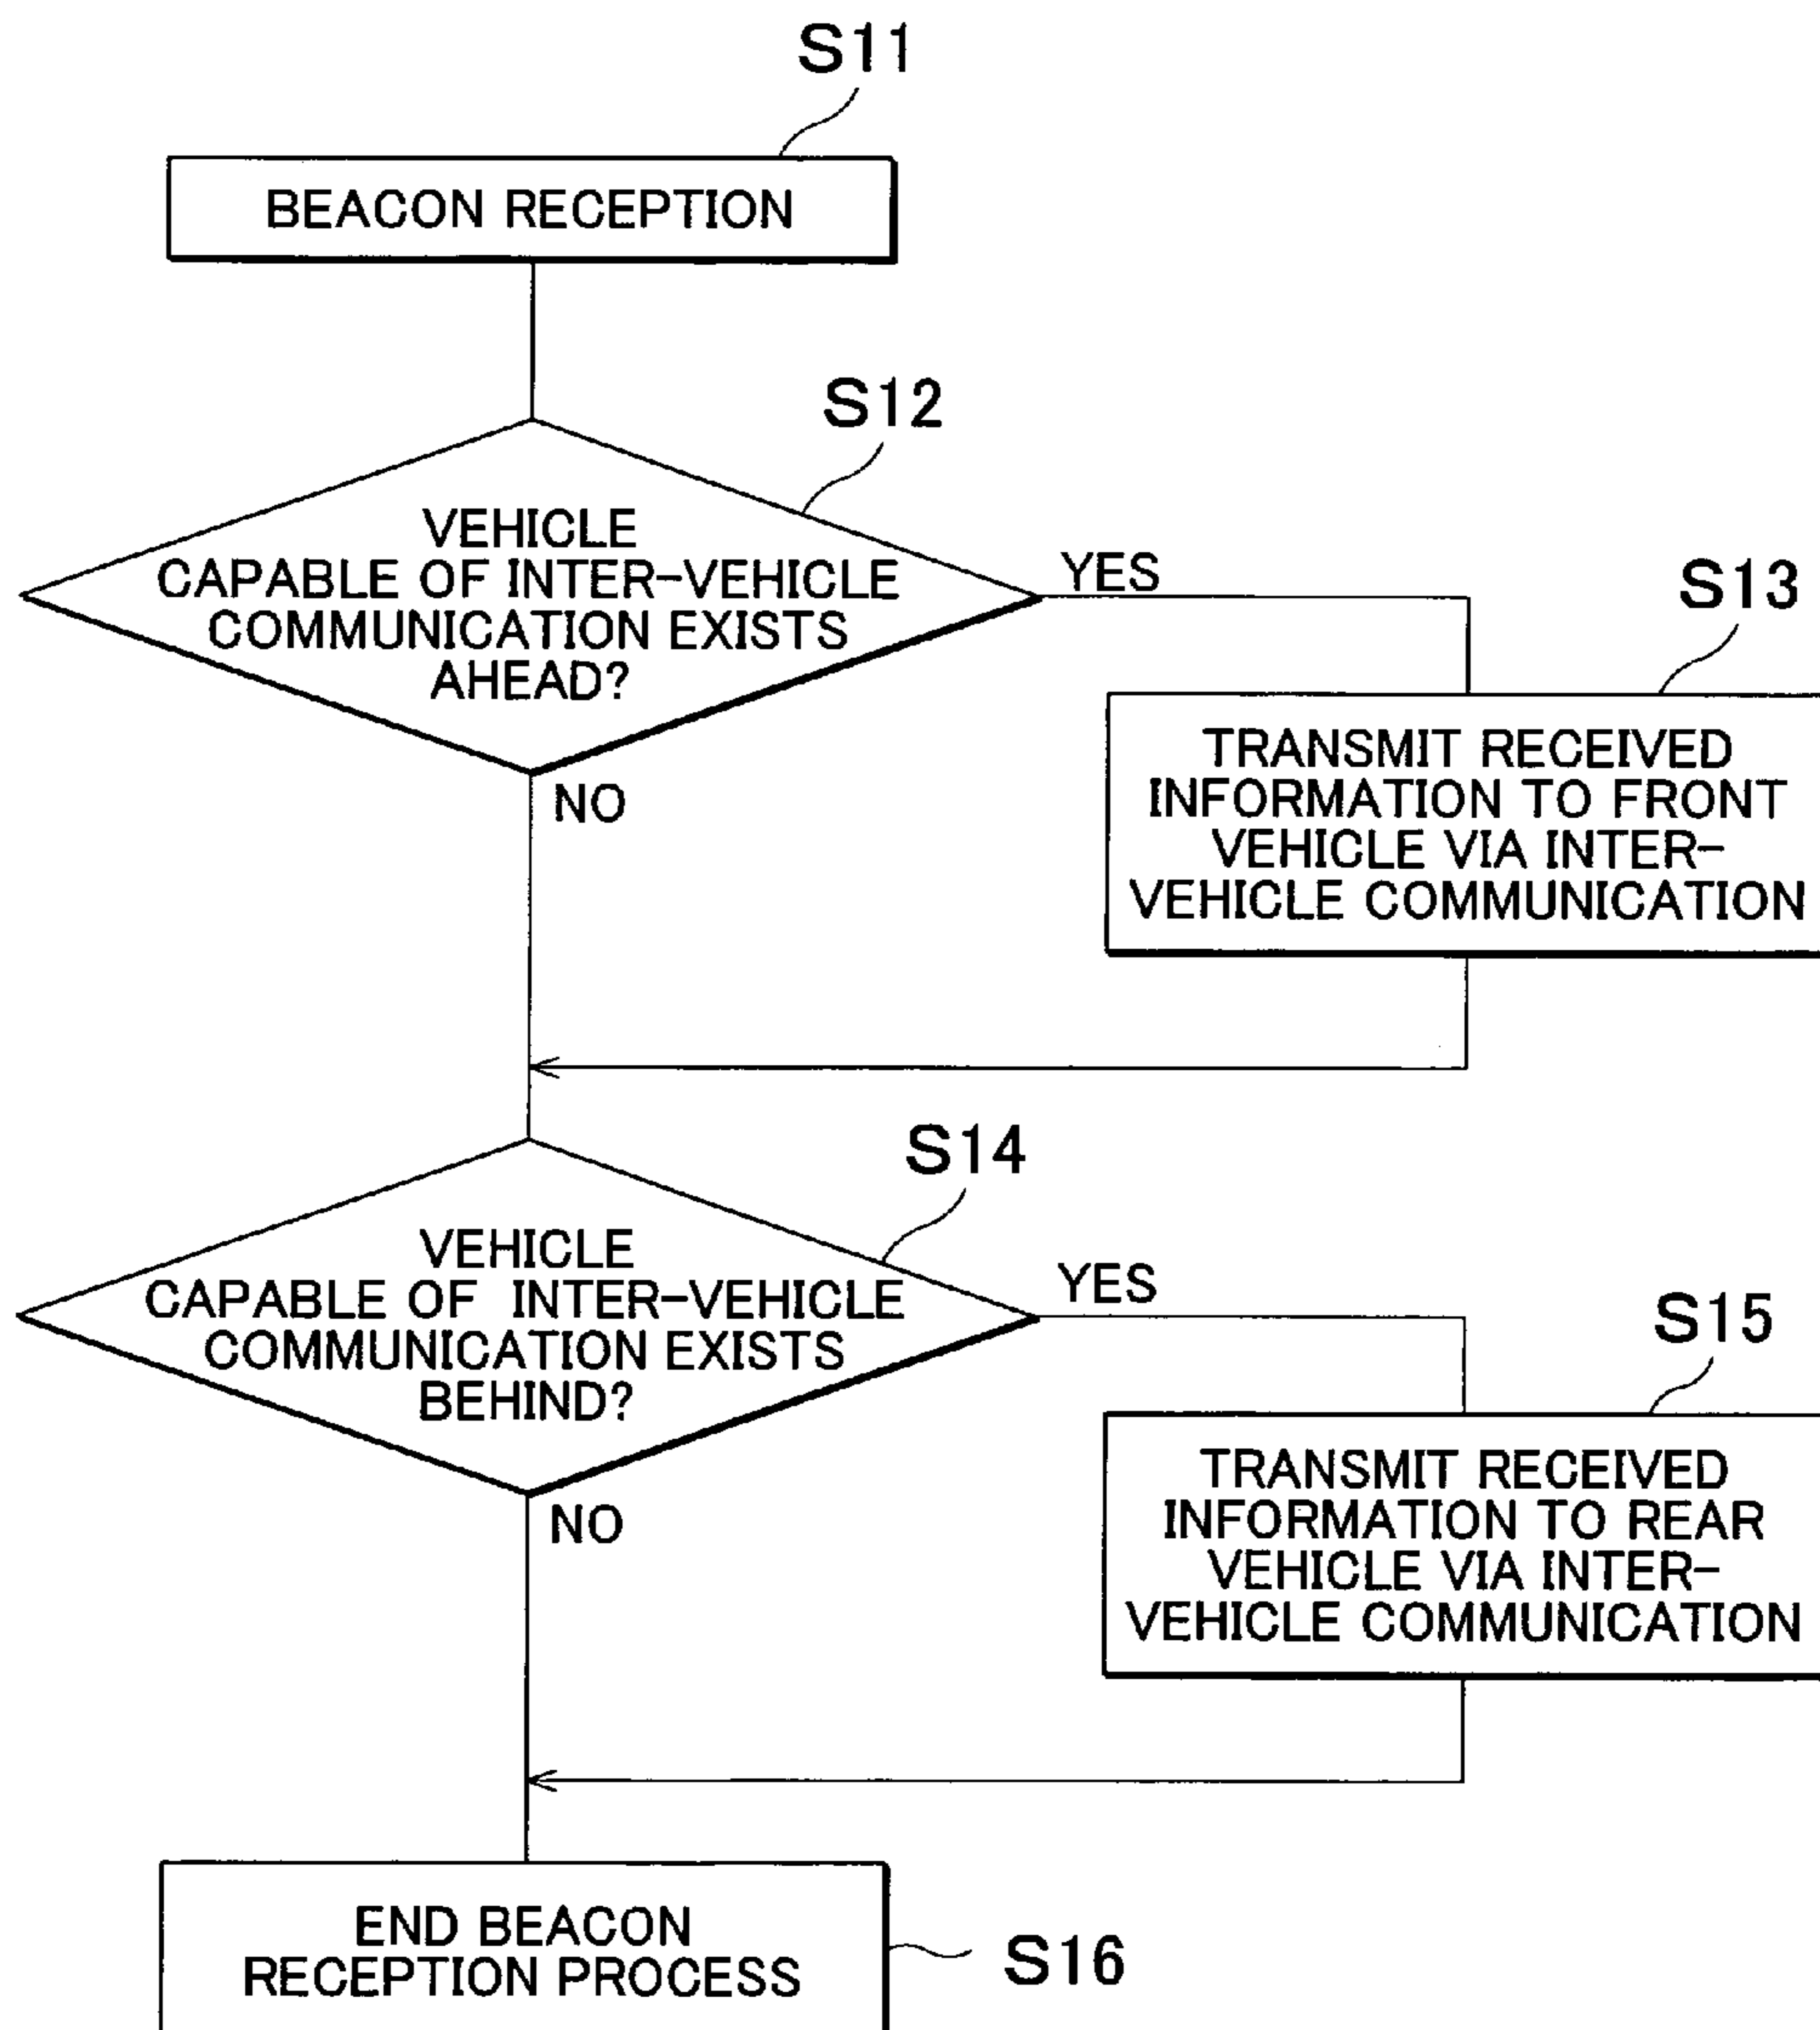 S11
BEACON RECEPTION
S12
VEHICLE
CAPABLE OF INTER-VEHICLE
COMMUNICATION EXISTS
AHEAD?
YES
NO
S13
TRANSMIT RECEIVED
INFORMATION TO FRONT
VEHICLE VIA INTER-
VEHICLE COMMUNICATION
S14
VEHICLE
CAPABLE OF INTER-VEHICLE
COMMUNICATION EXISTS
BEHIND?
YES
NO
S15
TRANSMIT RECEIVED
INFORMATION TO REAR
VEHICLE VIA INTER-
VEHICLE COMMUNICATION
END BEACON
RECEPTION PROCESS
S16